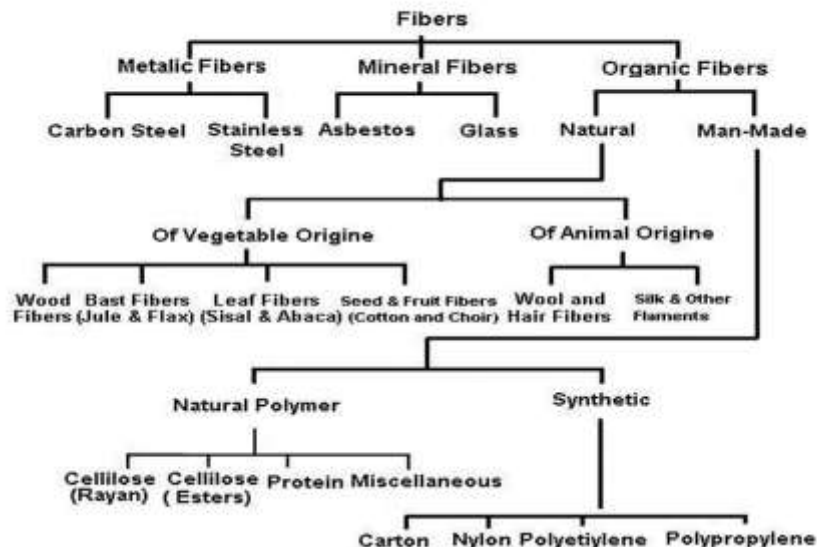 Fibers
Metalic Fibers Mineral Fibers Organic Fibers
Carbon Steel Stainless Steel Asbestos Glass Natural Man-Made
Of Vegetable Origine Of Animal Origine
Wood Fibers Bast Fibers (Jule & Flax) Leaf Fibers (Sisal & Abaca) Seed & Fruit Fibers (Cotton and Choir) Wool and Hair Fibers Silk & Other Flaments
Natural Polymer Synthetic
Cellilose (Rayan) Cellilose (Esters) Protein Miscellaneous
Carton Nylon Polyetiylene Polypropylene